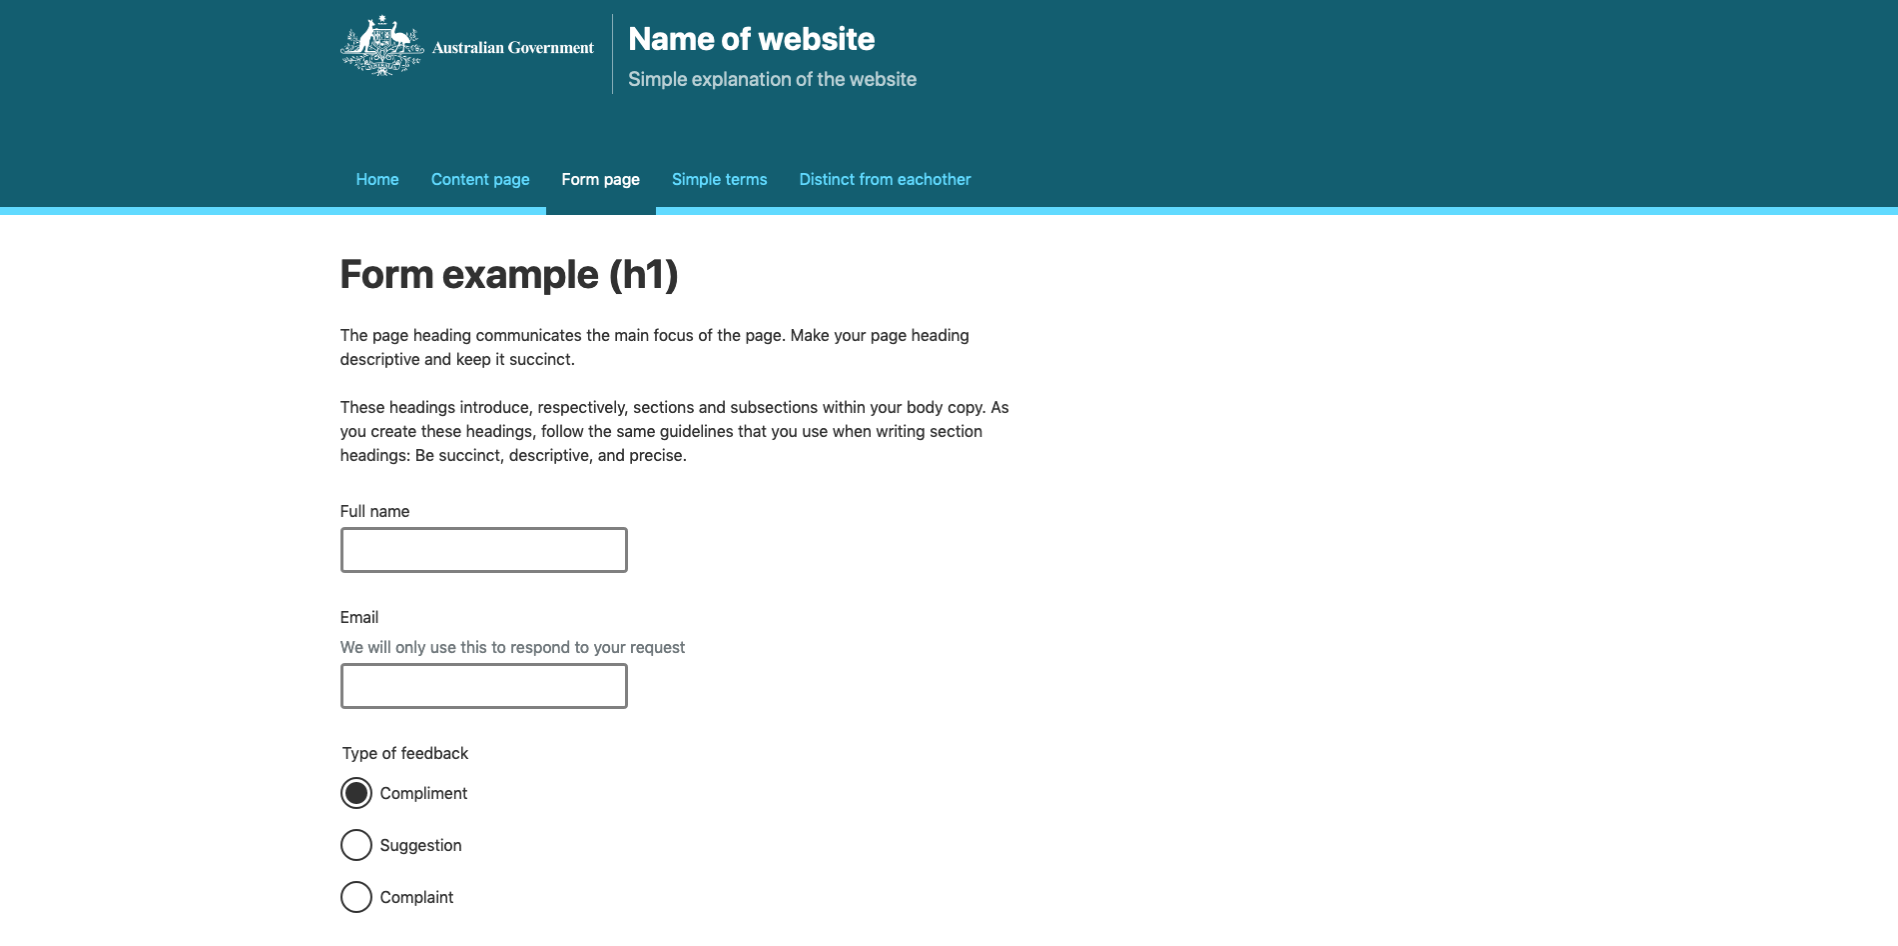 Australian Government
Name of website
Simple explanation of the website
Home
Content page
Form page
Simple terms
Distinct from eachother
Form example (h1)
The page heading communicates the main focus of the page. Make your page heading
descriptive and keep it succinct.
These headings introduce, respectively, sections and subsections within your body copy. As
you create these headings, follow the same guidelines that you use when writing section
headings: Be succinct, descriptive, and precise.
Full name
Email
We will only use this to respond to your request
Type of feedback
Compliment
Suggestion
Complaint